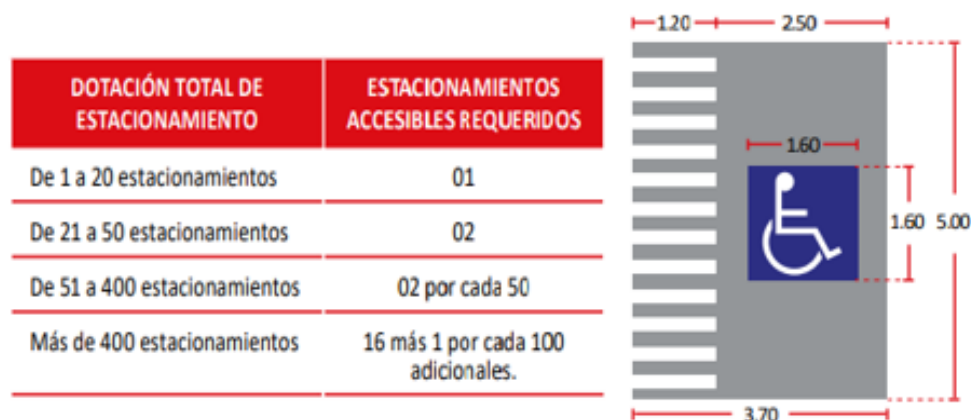 DOTACIÓN TOTAL DE
ESTACIONAMIENTO
ESTACIONAMIENTOS
ACCESIBLES REQUERIDOS
De 1 a 20 estacionamientos
01
De 21 a 50 estacionamientos
02
De 51 a 400 estacionamientos
02 por cada 50
Más de 400 estacionamientos
16 más 1 por cada 100
adicionales.
1.20
2.50
1.60
1.60
5.00
3.70